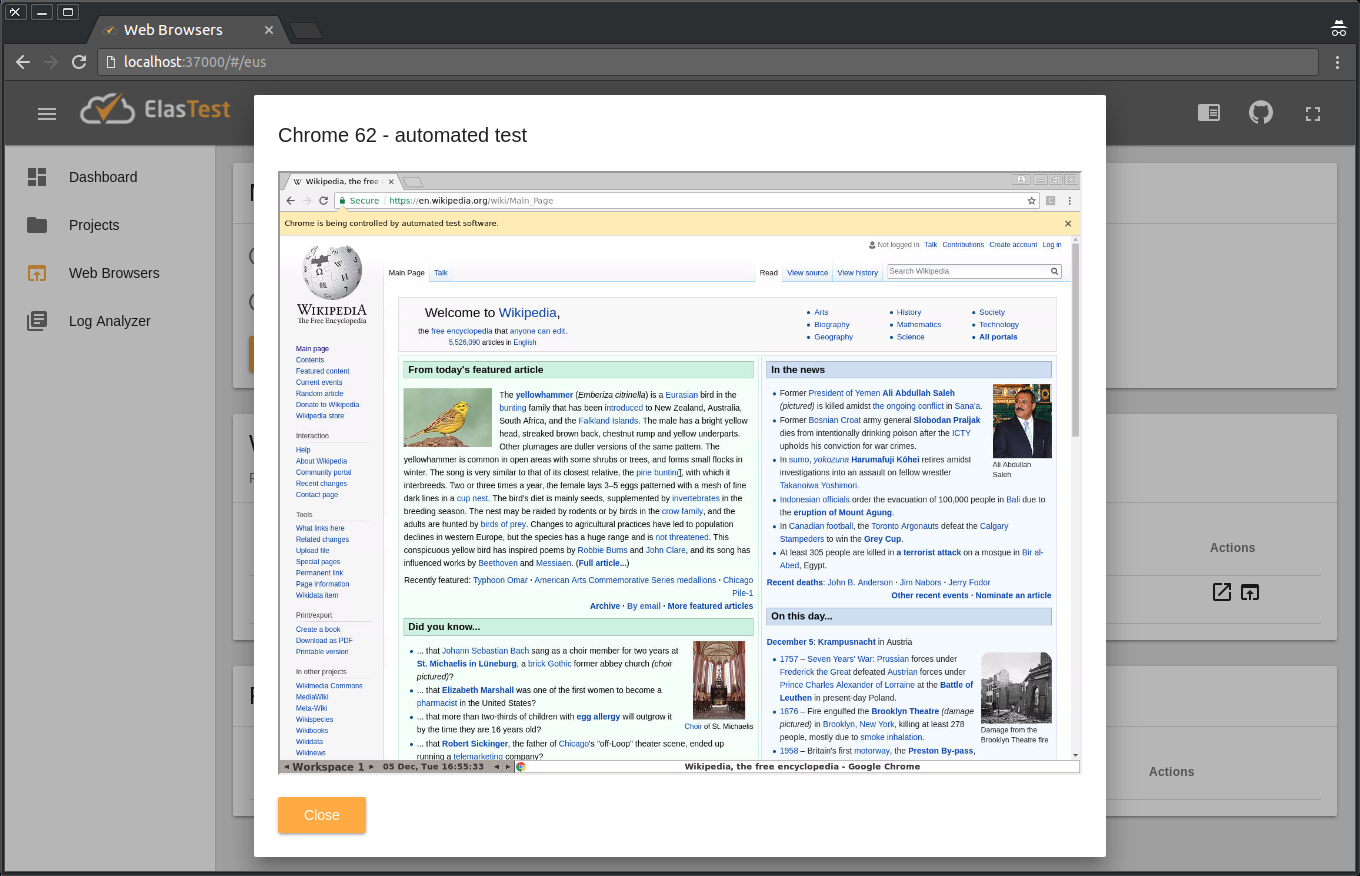 Web Browsers
localhost:37000/#/eus
ElasTest
Dashboard
Projects
Web Browsers
Log Analyzer
Actions
Actions
Chrome 62 - automated test
Wikipedia, the free
Secure https://en.wikipedia.org/wiki/Main_Page
Chrome is being controlled by automated test software.
Not logged in Talk Contributions Create account Log in
Main Page Talk Read View source View history Search Wikipedia
WIKIPEDIA
The Free Encyclopedia
Main page
Contents
Featured content
Current events
Random article
Donate to Wikipedia
Wikipedia store
Interaction
Help
About Wikipedia
Community portal
Recent changes
Contact page
Tools
What links here
Related changes
Upload file
Special pages
Permanent link
Page information
Wikidata item
Print/export
Create a book
Download as PDF
Printable version
In other projects
Wikimedia Commons
MediaWiki
Meta-Wiki
Wikispecies
Wikibooks
Wikidata
Wikinews
Welcome to Wikipedia,
the free encyclopedia that anyone can edit.
5,526,090 articles in English
• Arts
• Biography
• Geography
• History
• Mathematics
• Science
• Society
• Technology
• All portals
From today's featured article
The yellowhammer (Emberiza citrinella) is a Eurasian bird in the
bunting family that has been introduced to New Zealand, Australia,
South Africa, and the Falkland Islands. The male has a bright yellow
head, streaked brown back, chestnut rump and yellow underparts.
Other plumages are duller versions of the same pattern. The
yellowhammer is common in open areas with some shrubs or trees, and forms small flocks in
winter. The song is very similar to that of its closest relative, the pine bunting, with which it
interbreeds. Two or three times a year, the female lays 3–5 eggs patterned with a mesh of fine
dark lines in a cup nest. The bird's diet is mainly seeds, supplemented by invertebrates in the
breeding season. The nest may be raided by rodents or by birds in the crow family, and the
adults are hunted by birds of prey. Changes to agricultural practices have led to population
declines in western Europe, but the species has a huge range and is not threatened. This
conspicuous yellow bird has inspired poems by Robbie Burns and John Clare, and its song has
influenced works by Beethoven and Messiaen. (Full article...)
Recently featured: Typhoon Omar · American Arts Commemorative Series medallions · Chicago
Pile-1
Archive · By email · More featured articles
Did you know...
• ... that Johann Sebastian Bach sang as a choir member for two years at
St. Michaelis in Lüneburg, a brick Gothic former abbey church (choir
pictured)?
• ... that Elizabeth Marshall was one of the first women to become a
pharmacist in the United States?
• ... that more than two-thirds of children with egg allergy will outgrow it
by the time they are 16 years old?
• ... that Robert Sickinger, the father of Chicago's "off-Loop" theater scene, ended up
running a telemarketing company?
Choir of St. Michaelis
In the news
• Former President of Yemen Ali Abdullah Saleh
(pictured) is killed amidst the ongoing conflict in Sana'a.
• Former Bosnian Croat army general Slobodan Praljak
dies from intentionally drinking poison after the ICTY
upholds his conviction for war crimes.
• In sumo, yokozuna Harumafuji Kōhei retires amidst
investigations into an assault on fellow wrestler
Takanoiwa Yoshimori.
• Indonesian officials order the evacuation of 100,000 people in Bali due to
the eruption of Mount Agung.
• In Canadian football, the Toronto Argonauts defeat the Calgary
Stampeders to win the Grey Cup.
• At least 305 people are killed in a terrorist attack on a mosque in Bir al-
Abed, Egypt.
Ali Abdullah
Saleh
Recent deaths: John B. Anderson · Jim Nabors · Jerry Fodor
Other recent events · Nominate an article
On this day...
December 5: Krampusnacht in Austria
• 1757 – Seven Years' War: Prussian forces under
Frederick the Great defeated Austrian forces under
Prince Charles Alexander of Lorraine at the Battle of
Leuthen in present-day Poland.
• 1876 – Fire engulfed the Brooklyn Theatre (damage
pictured) in Brooklyn, New York, killing at least 278
people, mostly due to smoke inhalation.
• 1958 – Britain's first motorway, the Preston By-pass,
Damage from the
Brooklyn Theatre fire
Workspace 1 05 Dec, Tue 16:55:33 Wikipedia, the free encyclopedia - Google Chrome
Close